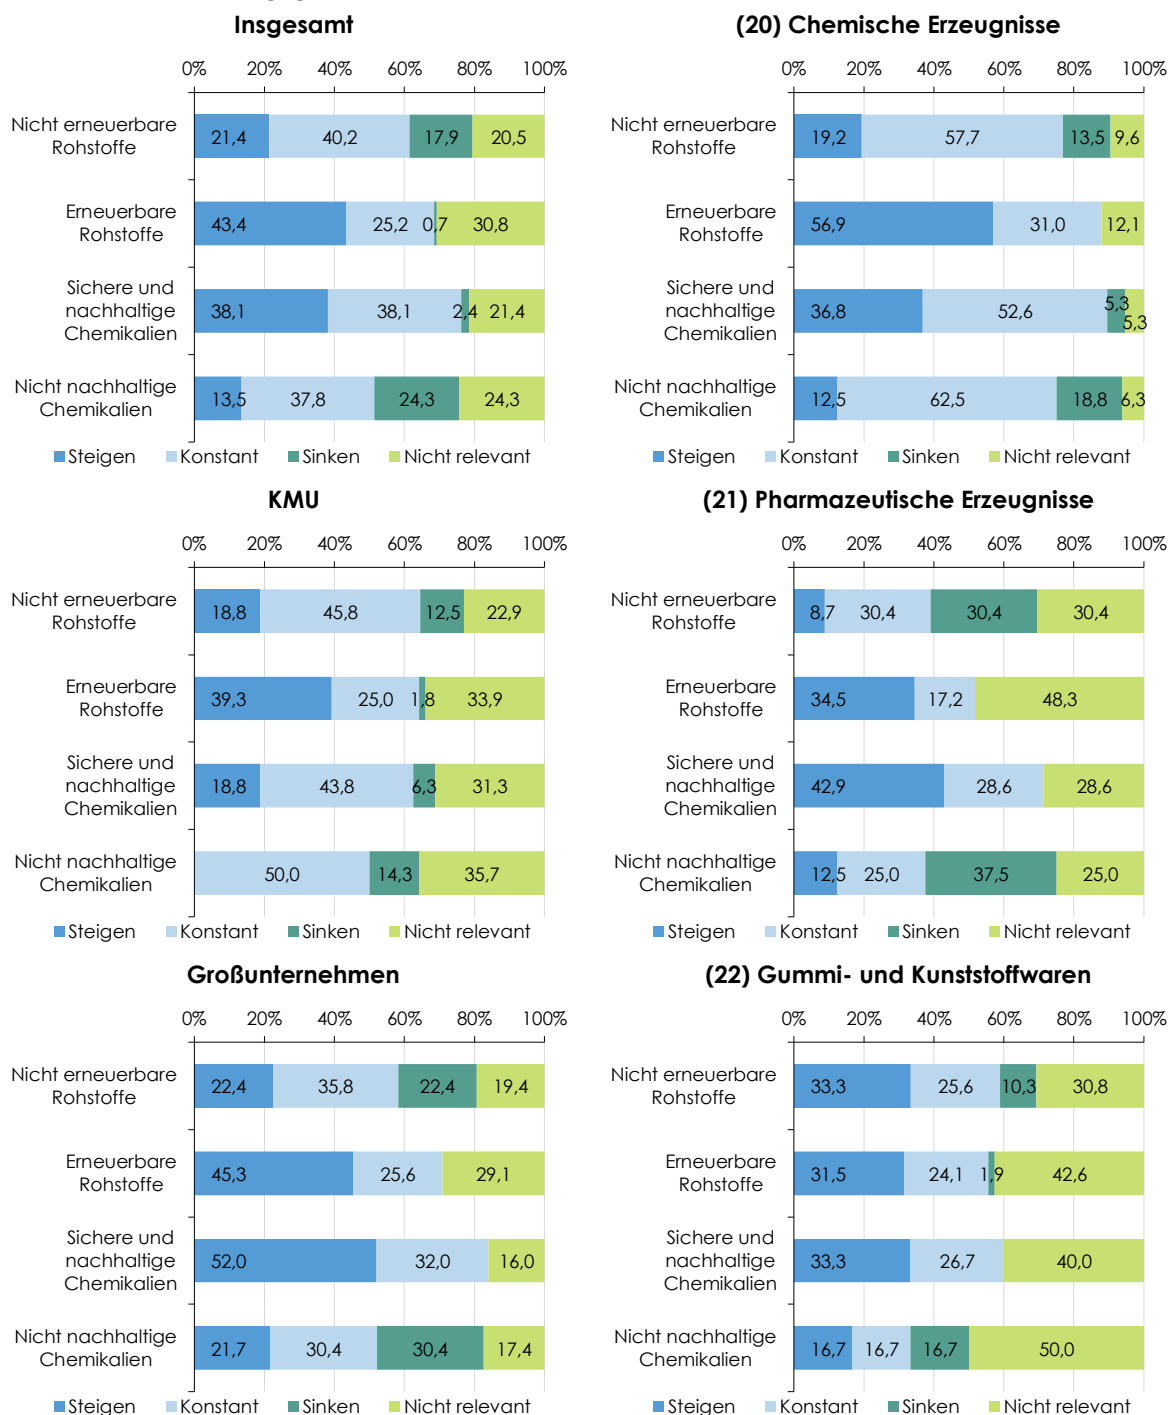 Insgesamt
0% 20% 40% 60% 80% 100%
Nicht erneuerbare
Rohstoffe
21,4 40,2 17,9 20,5
Erneuerbare
Rohstoffe
43,4 25,2 0,7 30,8
Sichere und
nachhaltige
Chemikalien
38,1 38,1 2,4 21,4
Nicht nachhaltige
Chemikalien
13,5 37,8 24,3 24,3
Steigen Konstant Sinken Nicht relevant
(20) Chemische Erzeugnisse
0% 20% 40% 60% 80% 100%
Nicht erneuerbare
Rohstoffe
19,2 57,7 13,5 9,6
Erneuerbare
Rohstoffe
56,9 31,0 12,1
Sichere und
nachhaltige
Chemikalien
36,8 52,6 5,3 5,3
Nicht nachhaltige
Chemikalien
12,5 62,5 18,8 6,3
Steigen Konstant Sinken Nicht relevant
KMU
0% 20% 40% 60% 80% 100%
Nicht erneuerbare
Rohstoffe
18,8 45,8 12,5 22,9
Erneuerbare
Rohstoffe
39,3 25,0 1,8 33,9
Sichere und
nachhaltige
Chemikalien
18,8 43,8 6,3 31,3
Nicht nachhaltige
Chemikalien
50,0 14,3 35,7
Steigen Konstant Sinken Nicht relevant
(21) Pharmazeutische Erzeugnisse
0% 20% 40% 60% 80% 100%
Nicht erneuerbare
Rohstoffe
8,7 30,4 30,4 30,4
Erneuerbare
Rohstoffe
34,5 17,2 48,3
Sichere und
nachhaltige
Chemikalien
42,9 28,6 28,6
Nicht nachhaltige
Chemikalien
12,5 25,0 37,5 25,0
Steigen Konstant Sinken Nicht relevant
Großunternehmen
0% 20% 40% 60% 80% 100%
Nicht erneuerbare
Rohstoffe
22,4 35,8 22,4 19,4
Erneuerbare
Rohstoffe
45,3 25,6 29,1
Sichere und
nachhaltige
Chemikalien
52,0 32,0 16,0
Nicht nachhaltige
Chemikalien
21,7 30,4 30,4 17,4
Steigen Konstant Sinken Nicht relevant
(22) Gummi- und Kunststoffwaren
0% 20% 40% 60% 80% 100%
Nicht erneuerbare
Rohstoffe
33,3 25,6 10,3 30,8
Erneuerbare
Rohstoffe
31,5 24,1 1,9 42,6
Sichere und
nachhaltige
Chemikalien
33,3 26,7 40,0
Nicht nachhaltige
Chemikalien
16,7 16,7 16,7 50,0
Steigen Konstant Sinken Nicht relevant